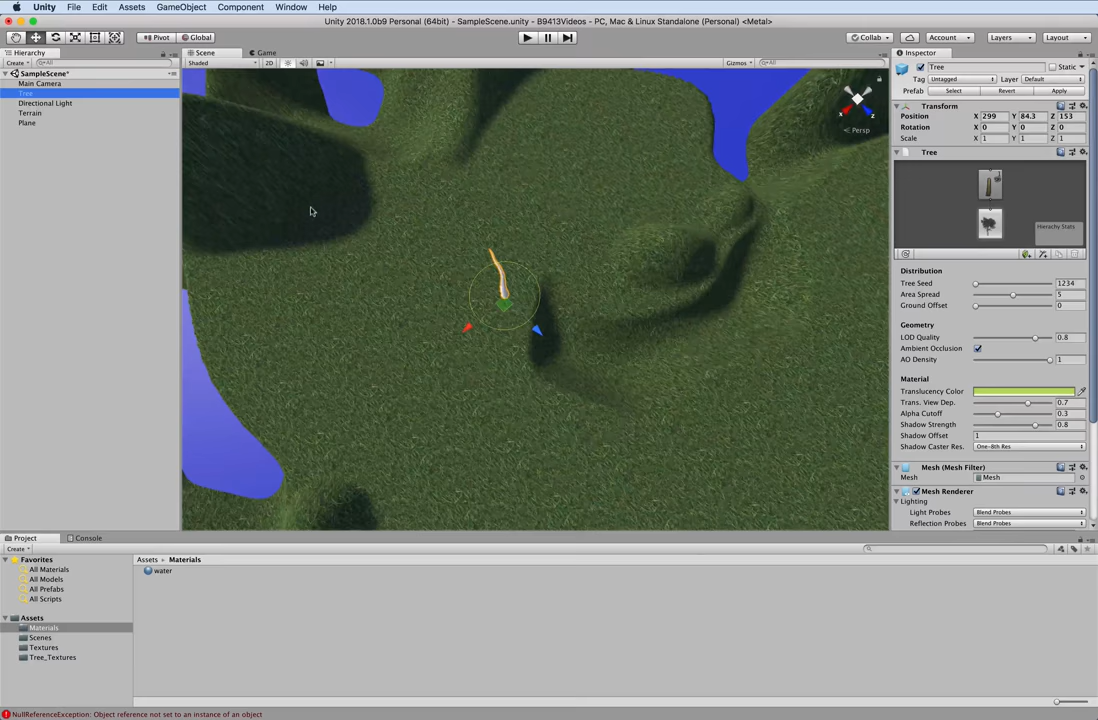 Unity File Edit Assets GameObject Component Window Help
Unity 2018.1.0b9 Personal (64bit) - SampleScene.unity - B9413Videos - PC, Mac & Linux Standalone (Personal) <Metal>
Pivot Global Collab Account Layers Layout
Hierarchy
Create All
SampleScene*
Main Camera
Tree
Directional Light
Terrain
Plane
Scene Game
Shaded 2D Gizmos All
x z
Persp
Inspector
Tree Static
Tag Untagged Layer Default
Prefab Select Revert Apply
Transform
Position X 299 Y 84.3 Z 153
Rotation X 0 Y 0 Z 0
Scale X 1 Y 1 Z 1
Tree
Hierachy Stats
Distribution
Tree Seed 1234
Area Spread 5
Ground Offset 0
Geometry
LOD Quality 0.8
Ambient Occlusion
AO Density 1
Material
Translucency Color
Trans. View Dep. 0.7
Alpha Cutoff 0.3
Shadow Strength 0.8
Shadow Offset 1
Shadow Caster Res. One-8th Res
Mesh (Mesh Filter)
Mesh Mesh
Mesh Renderer
Lighting
Light Probes Blend Probes
Reflection Probes Blend Probes
Project Console
Create
Favorites
All Materials
All Models
All Prefabs
All Scripts
Assets
Materials
Scenes
Textures
Tree_Textures
Assets Materials
water
NullReferenceException: Object reference not set to an instance of an object